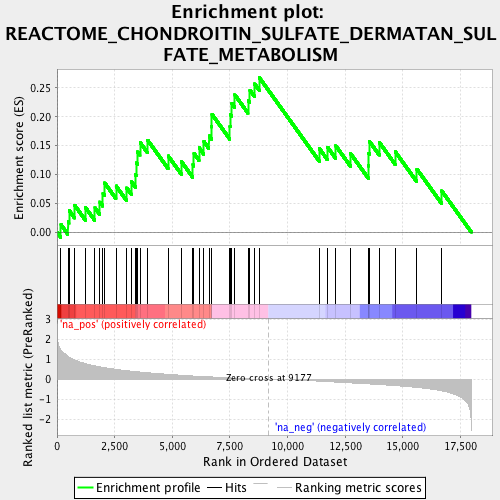 Enrichment plot:
REACTOME_CHONDROITIN_SULFATE_DERMATAN_SUL
FATE_METABOLISM
Enrichment score (ES)
0.25
0.20
0.15
0.10
0.05
0.00
Ranked list metric (PreRanked)
3
2
1
0
-1
-2
'na_pos' (positively correlated)
Zero cross at 9177
'na_neg' (negatively correlated)
0 2,500 5,000 7,500 10,000 12,500 15,000 17,500
Rank in Ordered Dataset
Enrichment profile Hits Ranking metric scores